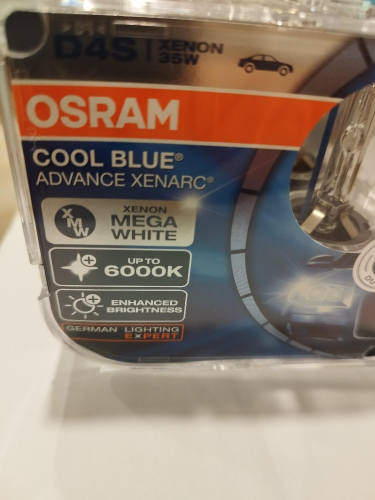 D4S XENON
35W
OSRAM
COOL BLUE®
ADVANCE XENARC®
XMW
XENON
MEGA
WHITE
UP TO
6000K
ENHANCED
BRIGHTNESS
GERMAN LIGHTING
EXPERT